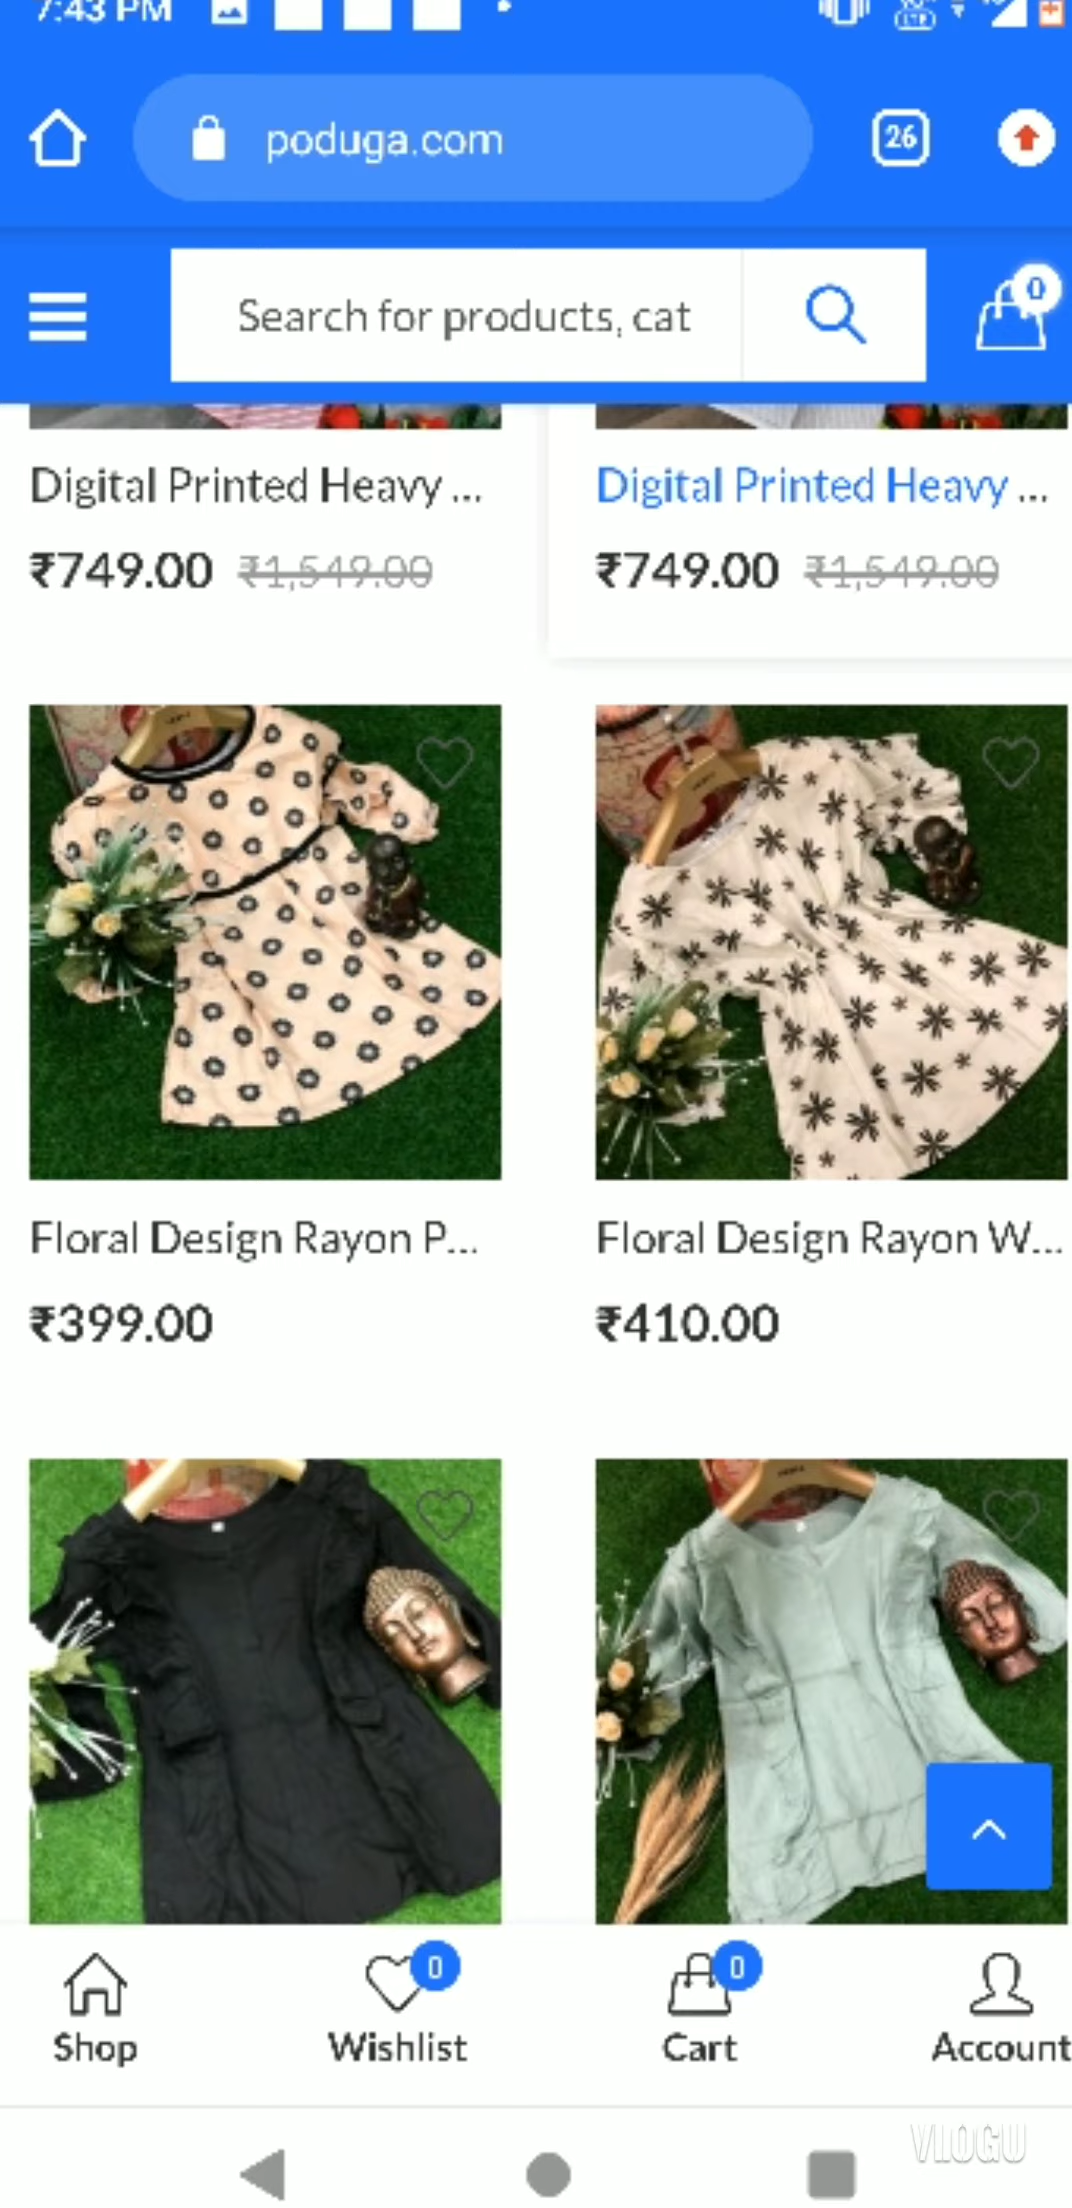 7:43 PM
poduga.com
26
Search for products, cat
0
Digital Printed Heavy ...
Digital Printed Heavy ...
₹749.00 ₹1,549.00
₹749.00 ₹1,549.00
Floral Design Rayon P...
Floral Design Rayon W...
₹399.00
₹410.00
0
0
Shop
Wishlist
Cart
Account
VLOGU